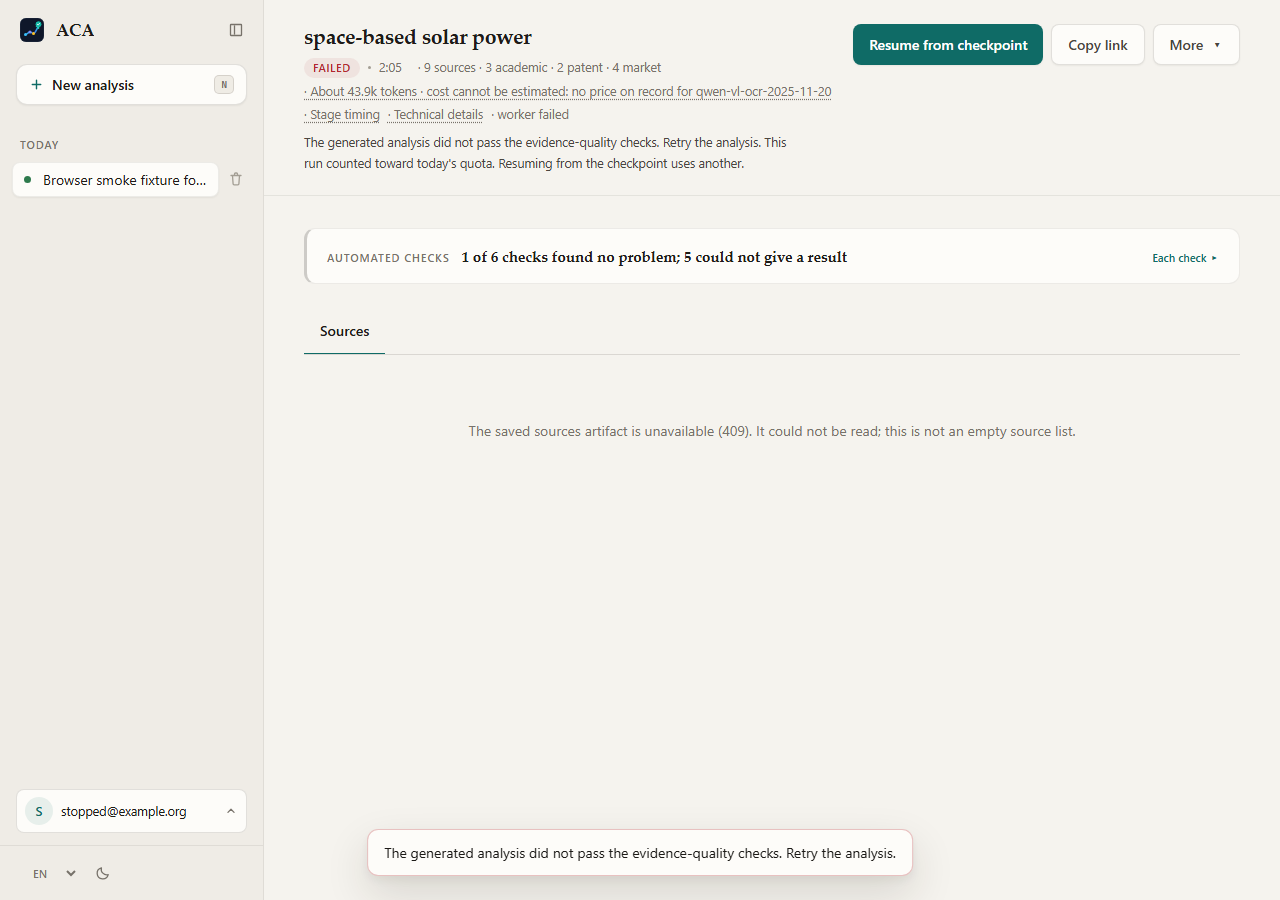 ACA
New analysis N
TODAY
Browser smoke fixture fo...
stopped@example.org
S
EN
space-based solar power
FAILED • 2:05 · 9 sources · 3 academic · 2 patent · 4 market
· About 43.9k tokens · cost cannot be estimated: no price on record for qwen-vl-ocr-2025-11-20
· Stage timing · Technical details · worker failed
The generated analysis did not pass the evidence-quality checks. Retry the analysis. This
run counted toward today's quota. Resuming from the checkpoint uses another.
Resume from checkpoint
Copy link
More
AUTOMATED CHECKS 1 of 6 checks found no problem; 5 could not give a result
Each check
Sources
The saved sources artifact is unavailable (409). It could not be read; this is not an empty source list.
The generated analysis did not pass the evidence-quality checks. Retry the analysis.